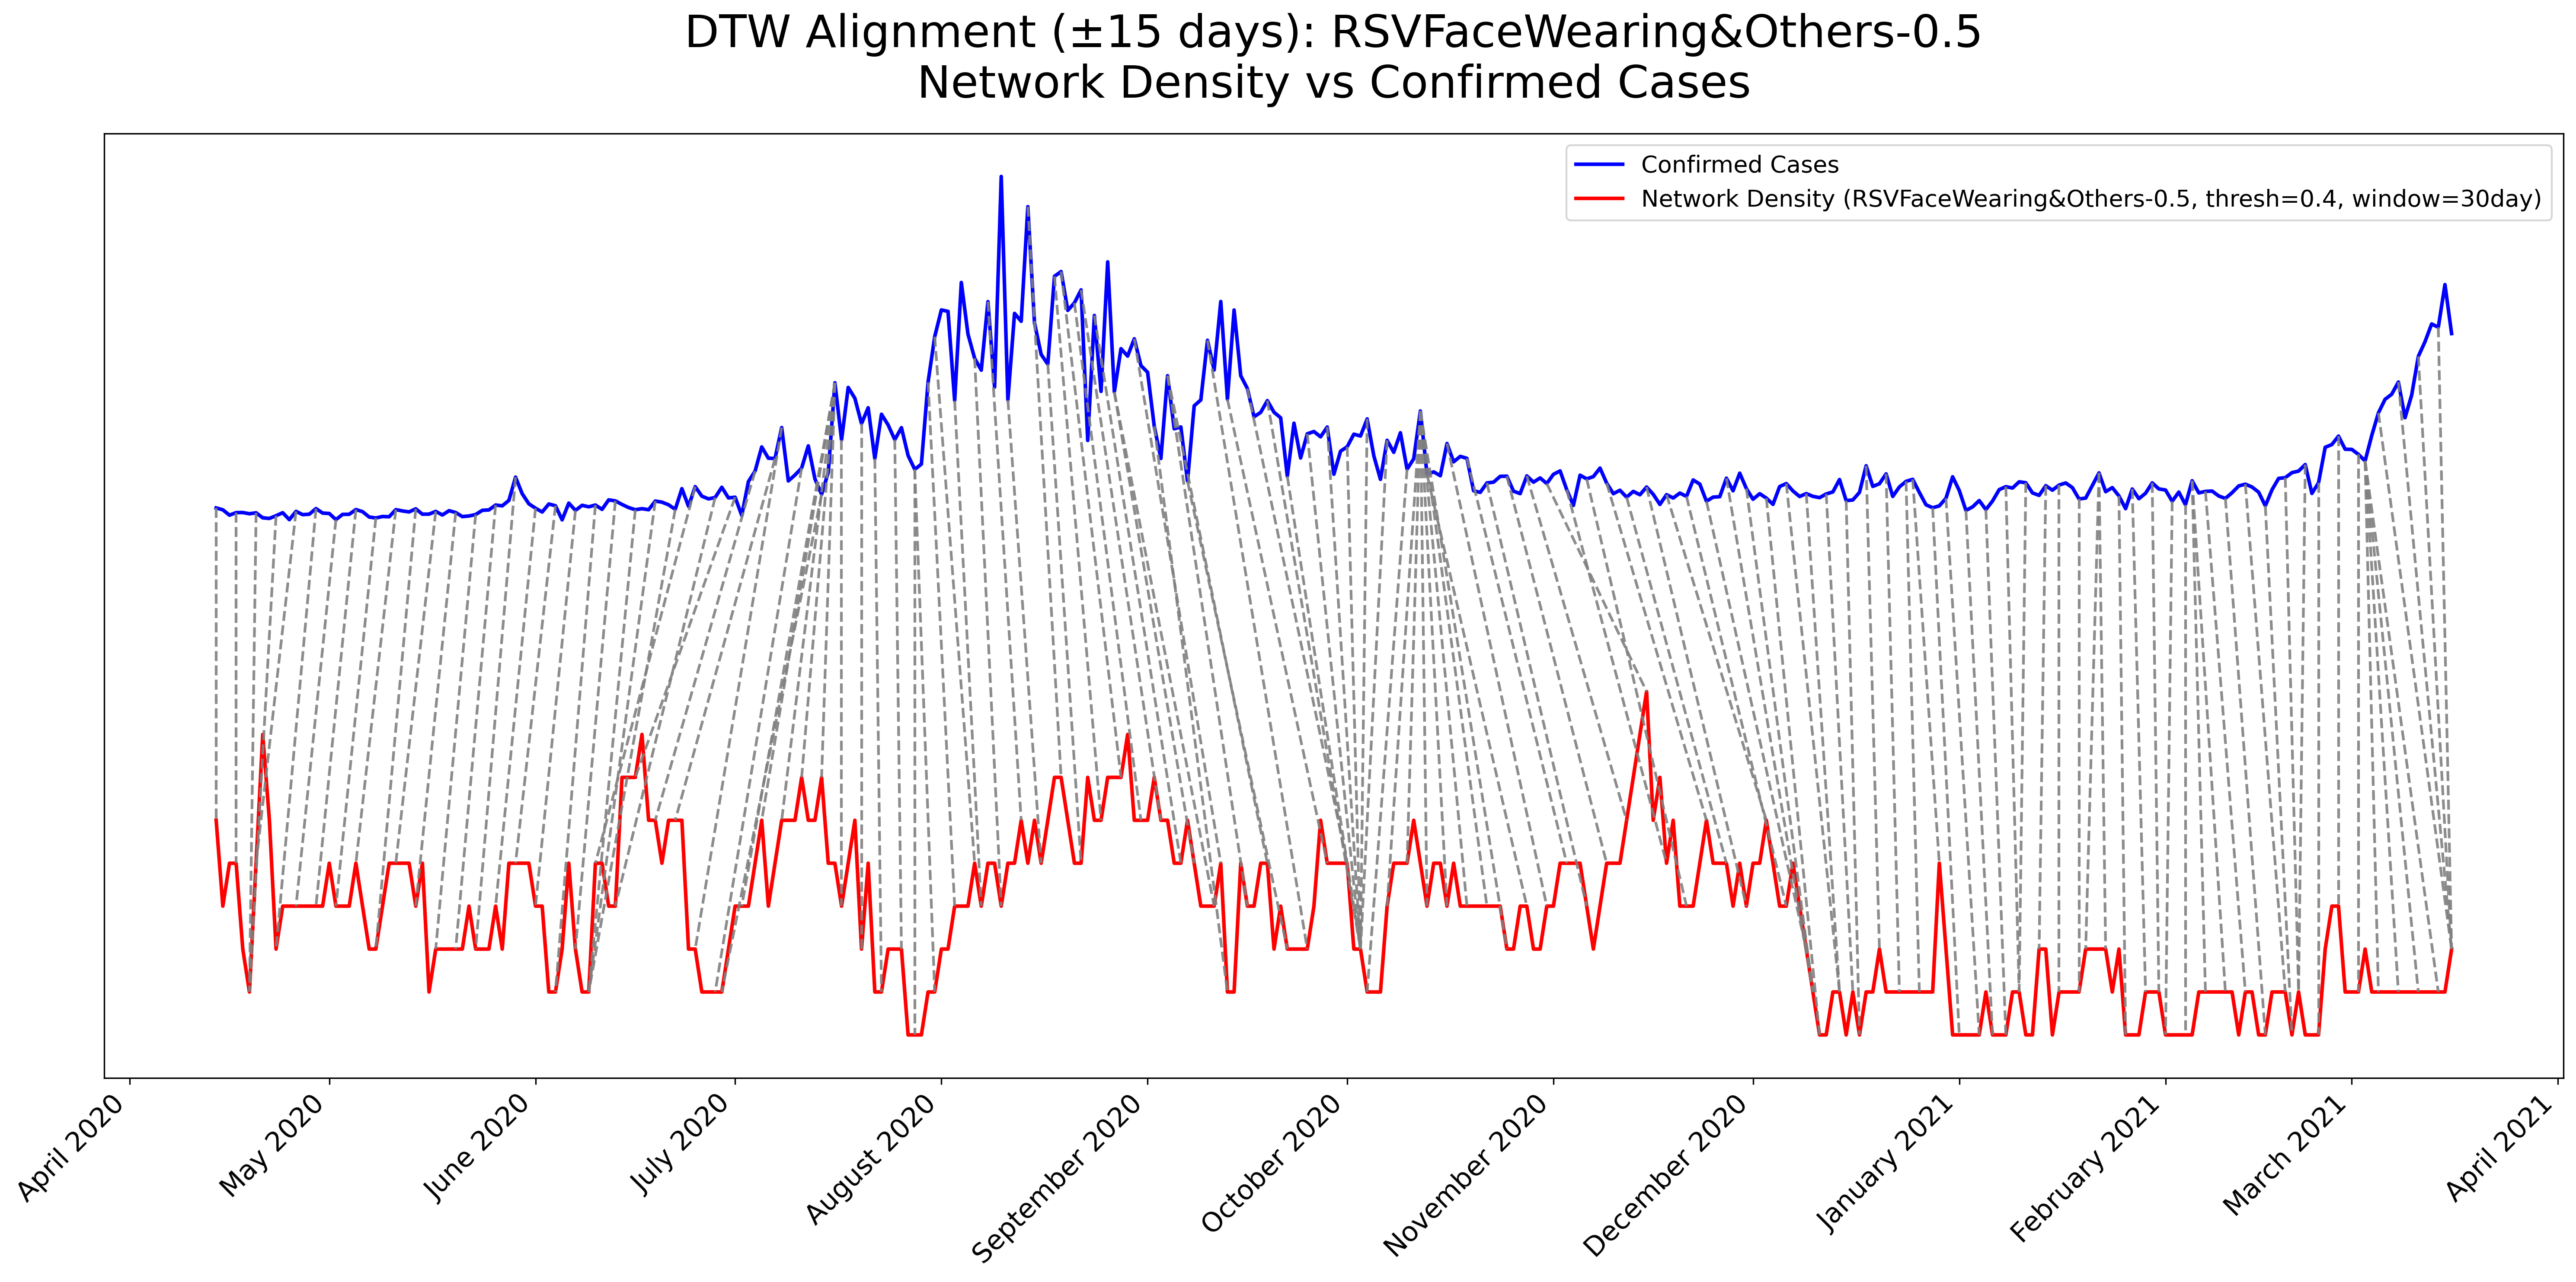 DTW Alignment (±15 days): RSVFaceWearing&Others-0.5
Network Density vs Confirmed Cases
Confirmed Cases
Network Density (RSVFaceWearing&Others-0.5, thresh=0.4, window=30day)
April 2020
May 2020
June 2020
July 2020
August 2020
September 2020
October 2020
November 2020
December 2020
January 2021
February 2021
March 2021
April 2021